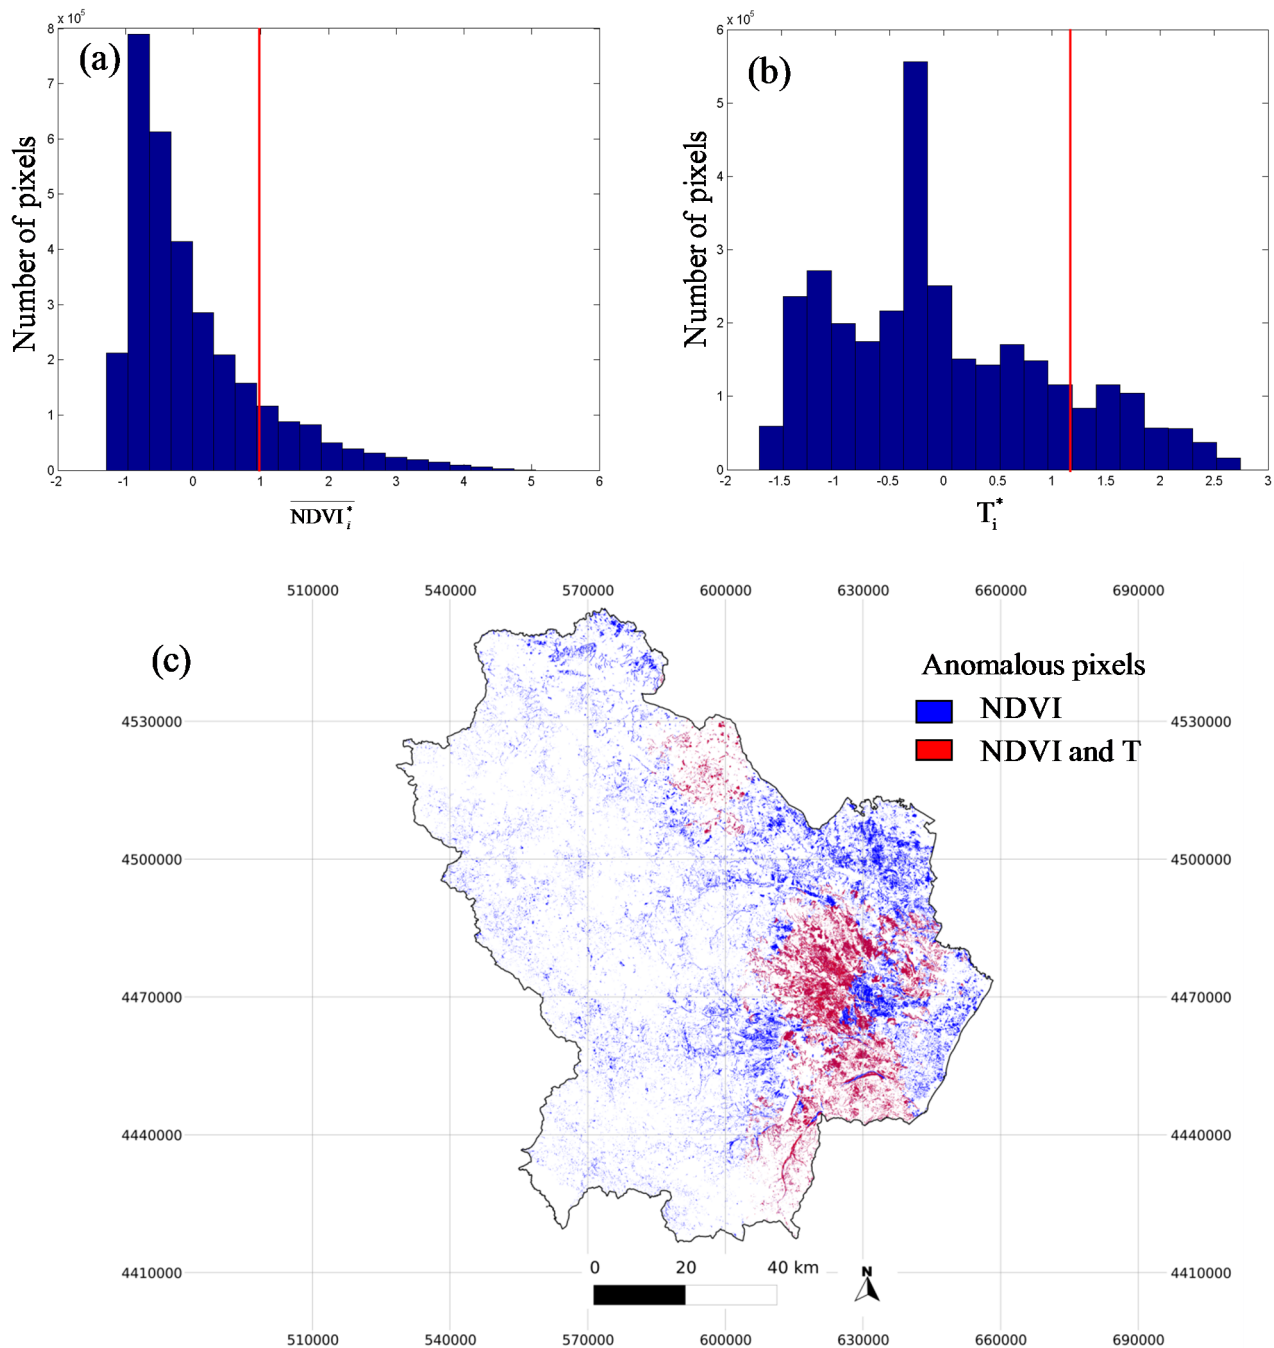 x 10⁵
(a)
8
7
6
5
4
3
2
1
0
-2 -1 0 1 2 3 4 5 6
Number of pixels
NDVI*i
x 10⁵
(b)
6
5
4
3
2
1
0
-2 -1.5 -1 -0.5 0 0.5 1 1.5 2 2.5 3
Number of pixels
Ti*
510000 540000 570000 600000 630000 660000 690000
(c)
Anomalous pixels
NDVI
NDVI and T
4530000 4530000
4500000 4500000
4470000 4470000
4440000 4440000
0 20 40 km
N
4410000 4410000
510000 540000 570000 600000 630000 660000 690000